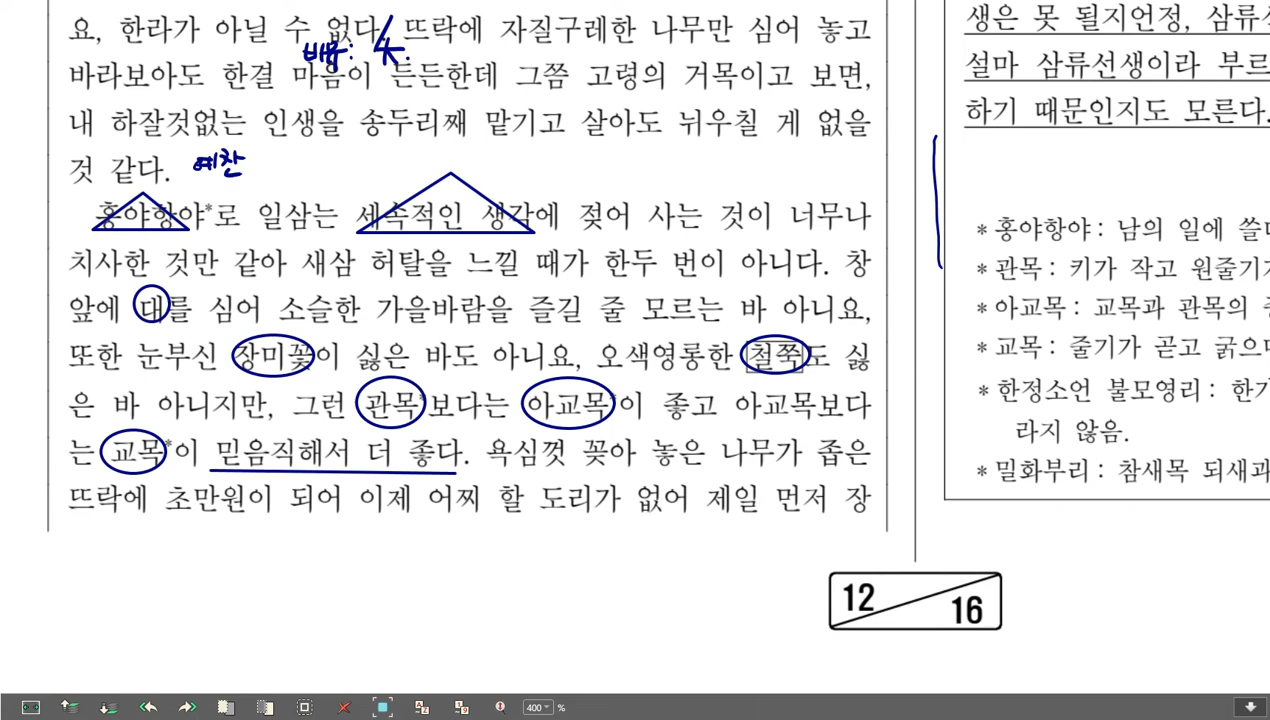 요, 한라가 아닐 수 없다. 뜨락에 자질구레한 나무만 심어 놓고
바라보아도 한결 마음이 든든한데 그쯤 고령의 거목이고 보면,
내 하잘것없는 인생을 송두리째 맡기고 살아도 뉘우칠 게 없을
것 같다. 예찬
홍야항야*로 일삼는 세속적인 생각에 젖어 사는 것이 너무나
치사한 것만 같아 새삼 허탈을 느낄 때가 한두 번이 아니다. 창
앞에 대를 심어 소슬한 가을바람을 즐길 줄 모르는 바 아니요,
또한 눈부신 장미꽃이 싫은 바도 아니요, 오색영롱한 철쭉도 싫
은 바 아니지만, 그런 관목*보다는 아교목*이 좋고 아교목보다
는 교목*이 믿음직해서 더 좋다. 욕심껏 꽂아 놓은 나무가 좁은
뜨락에 초만원이 되어 이제 어찌 할 도리가 없어 제일 먼저 장
생은 못 될지언정, 삼류
설마 삼류선생이라 부르
하기 때문인지도 모른다.
* 홍야항야 : 남의 일에 쓸
* 관목 : 키가 작고 원줄기
* 아교목 : 교목과 관목의
* 교목 : 줄기가 곧고 굵으
* 한정소언 불모영리 : 한
라지 않음.
* 밀화부리 : 참새목 되새과
12
16
400 %